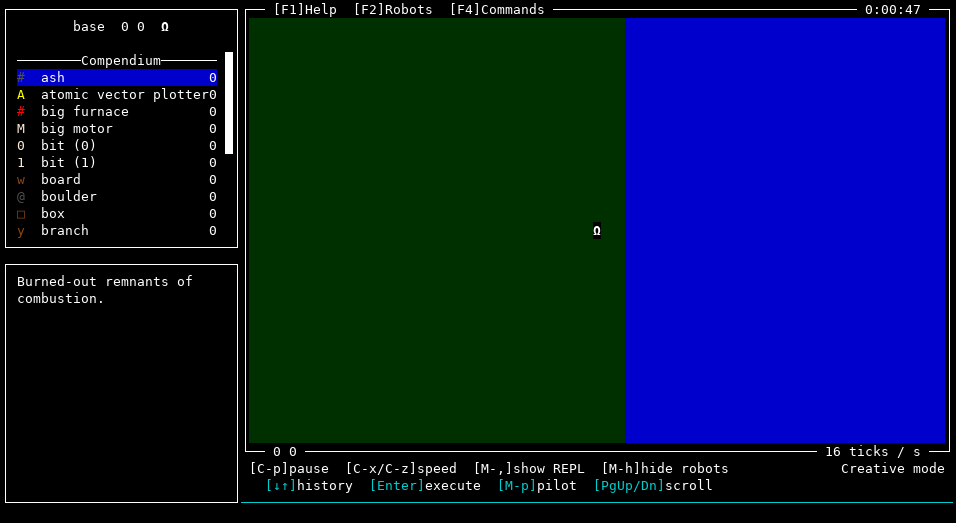 base 0 0 Ω
Compendium
# ash 0
A atomic vector plotter0
# big furnace 0
M big motor 0
0 bit (0) 0
1 bit (1) 0
w board 0
@ boulder 0
□ box 0
y branch 0
Burned-out remnants of
combustion.
[F1]Help [F2]Robots [F4]Commands 0:00:47
Ω
0 0 16 ticks / s
[C-p]pause [C-x/C-z]speed [M-,]show REPL [M-h]hide robots Creative mode
[↓↑]history [Enter]execute [M-p]pilot [PgUp/Dn]scroll